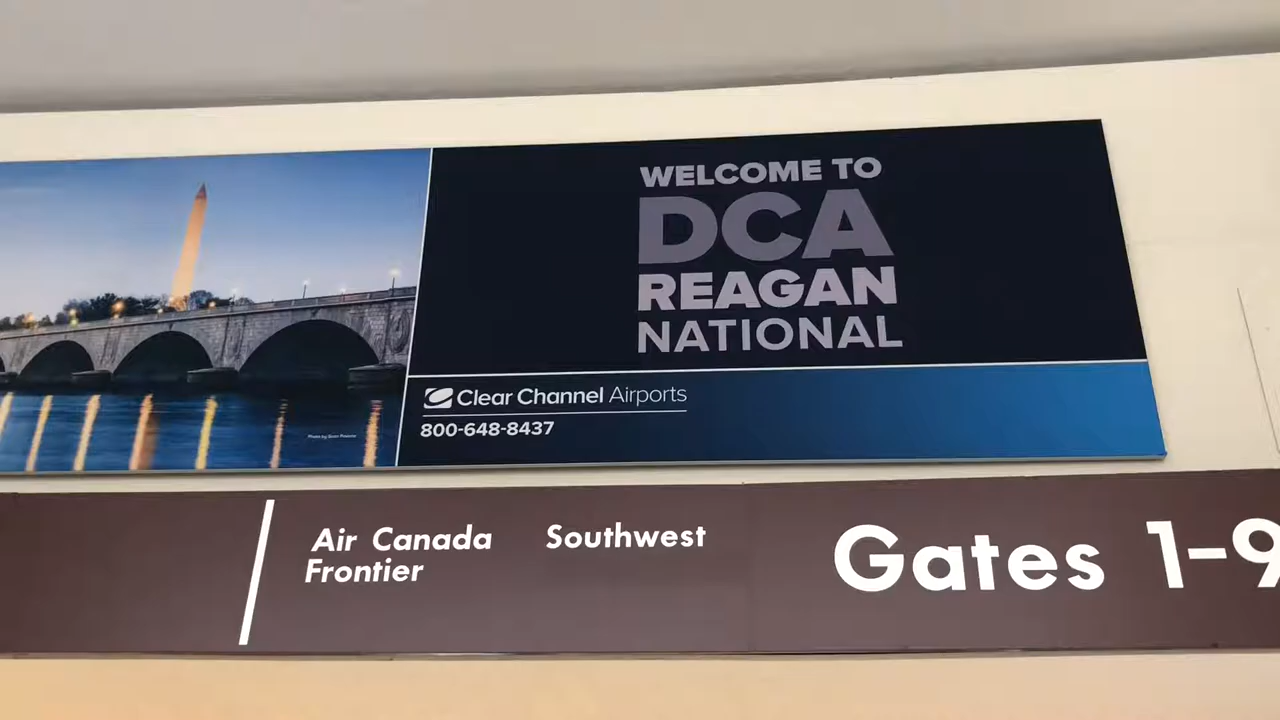 WELCOME TO
DCA
REAGAN
NATIONAL
Clear Channel Airports
800-648-8437
Air Canada Southwest
Frontier
Gates 1-9